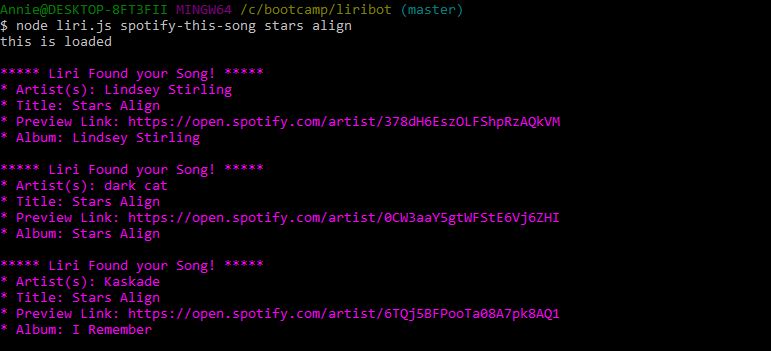 Annie@DESKTOP-8FT3FII MINGW64 /c/bootcamp/liribot (master)
$ node liri.js spotify-this-song stars align
this is loaded
***** Liri Found your Song! *****
* Artist(s): Lindsey Stirling
* Title: Stars Align
* Preview Link: https://open.spotify.com/artist/378dH6EszOLFShpRzAQkVM
* Album: Lindsey Stirling
***** Liri Found your Song! *****
* Artist(s): dark cat
* Title: Stars Align
* Preview Link: https://open.spotify.com/artist/0CW3aaY5gtWFStE6Vj6ZHI
* Album: Stars Align
***** Liri Found your Song! *****
* Artist(s): Kaskade
* Title: Stars Align
* Preview Link: https://open.spotify.com/artist/6TQj5BFPooTa08A7pk8AQ1
* Album: I Remember